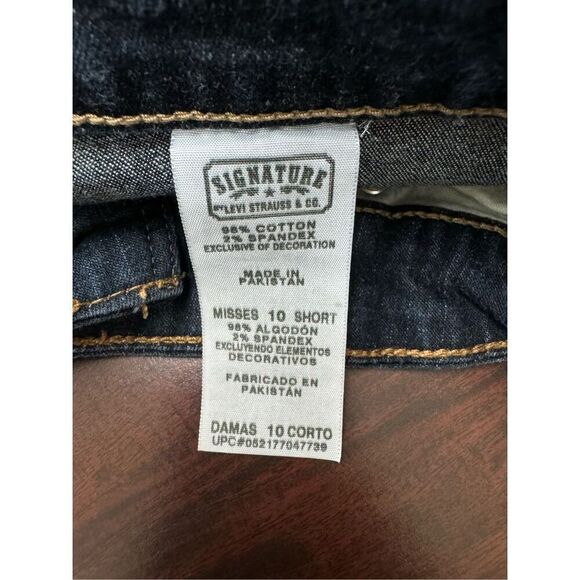 SIGNATURE
BY LEVI STRAUSS & CO.
98% COTTON
2% SPANDEX
EXCLUSIVE OF DECORATION
MADE IN
PAKISTAN
MISSES 10 SHORT
98% ALGODÓN
2% SPANDEX
EXCLUYENDO ELEMENTOS
DECORATIVOS
FABRICADO EN
PAKISTÁN
DAMAS 10 CORTO
UPC#052177047739